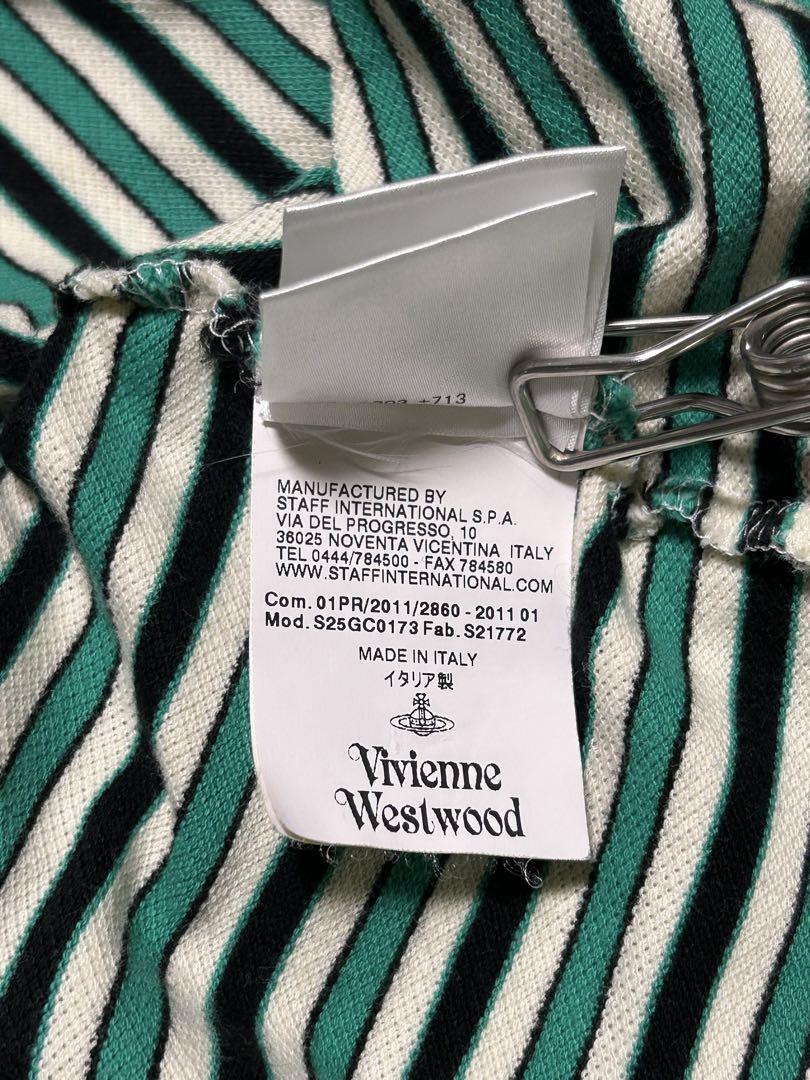 +713
MANUFACTURED BY
STAFF INTERNATIONAL S.P.A.
VIA DEL PROGRESSO, 10
36025 NOVENTA VICENTINA ITALY
TEL 0444/784500 - FAX 784580
WWW.STAFFINTERNATIONAL.COM
Com. 01PR/2011/2860 - 2011 01
Mod. S25GC0173 Fab. S21772
MADE IN ITALY
イタリア製
Vivienne
Westwood